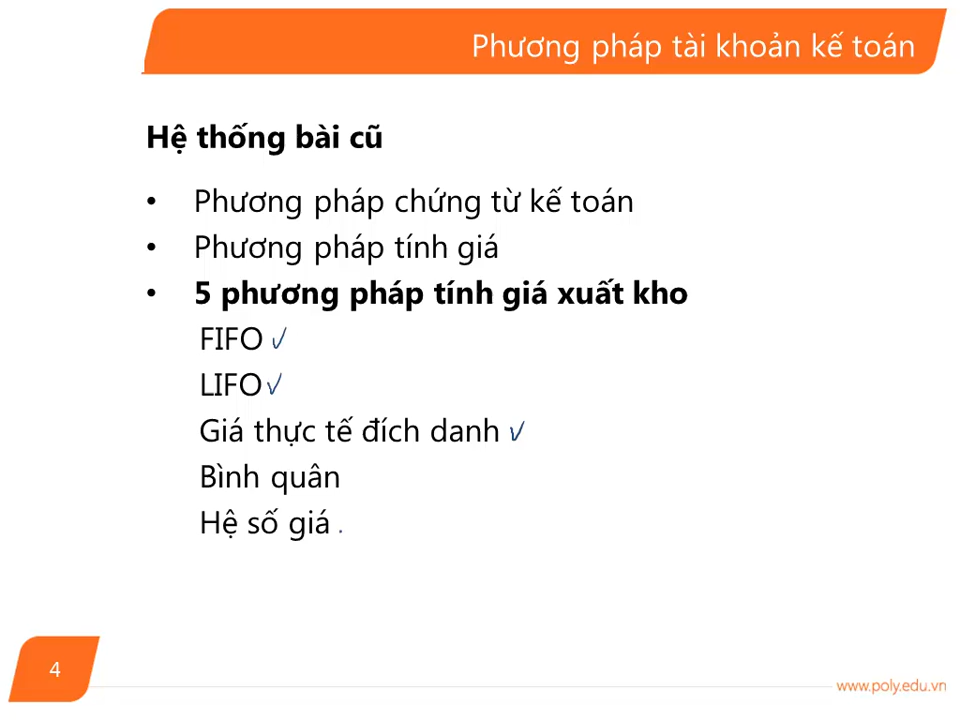 Phương pháp tài khoản kế toán
Hệ thống bài cũ
• Phương pháp chứng từ kế toán
• Phương pháp tính giá
• 5 phương pháp tính giá xuất kho
FIFO ✓
LIFO ✓
Giá thực tế đích danh ✓
Bình quân
Hệ số giá .
4
www.poly.edu.vn